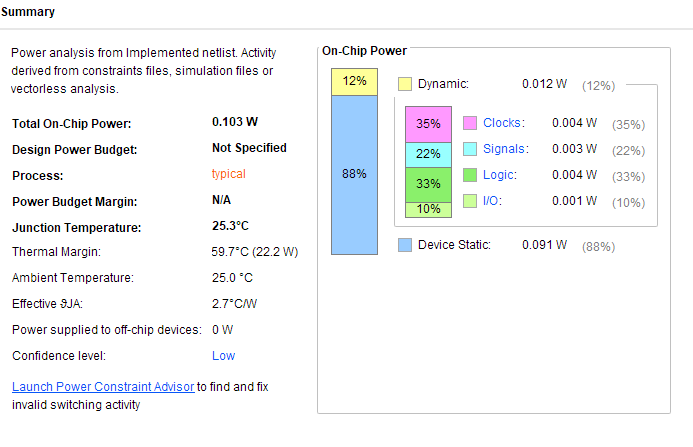 Summary
Power analysis from Implemented netlist. Activity
derived from constraints files, simulation files or
vectorless analysis.
Total On-Chip Power: 0.103 W
Design Power Budget: Not Specified
Process: typical
Power Budget Margin: N/A
Junction Temperature: 25.3°C
Thermal Margin: 59.7°C (22.2 W)
Ambient Temperature: 25.0 °C
Effective ϑJA: 2.7°C/W
Power supplied to off-chip devices: 0 W
Confidence level: Low
Launch Power Constraint Advisor to find and fix
invalid switching activity
On-Chip Power
12%
88%
Dynamic: 0.012 W (12%)
35%
22%
33%
10%
Clocks: 0.004 W (35%)
Signals: 0.003 W (22%)
Logic: 0.004 W (33%)
I/O: 0.001 W (10%)
Device Static: 0.091 W (88%)